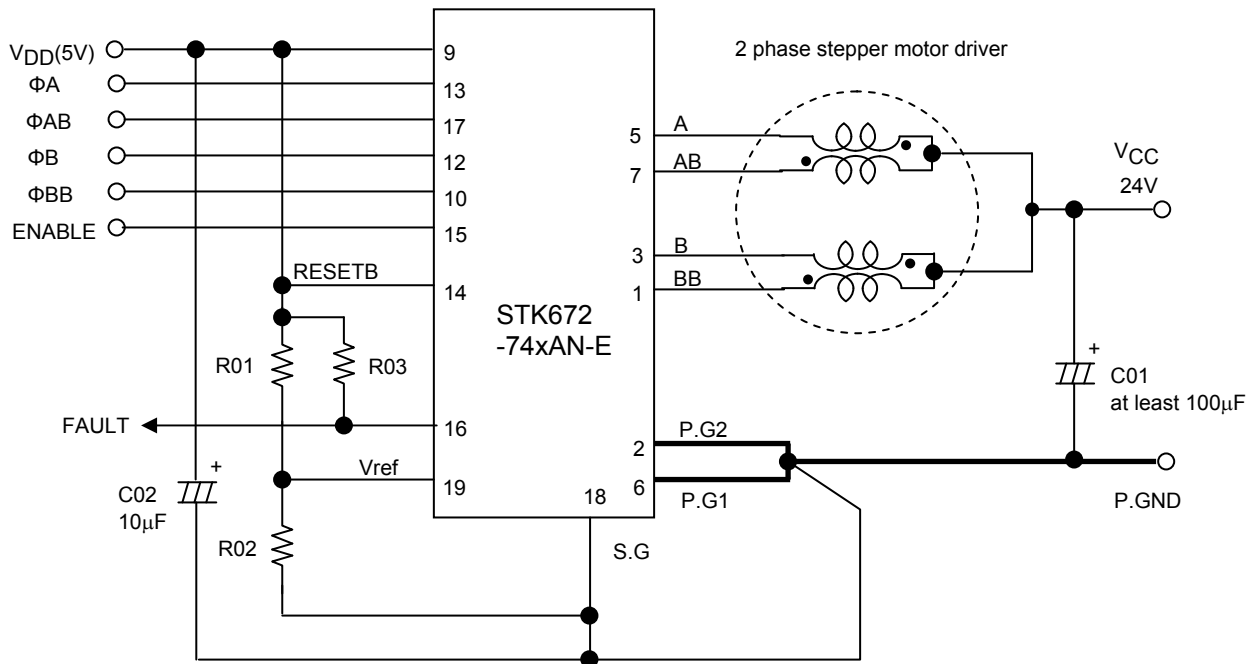 2 phase stepper motor driver
VDD(5V)
ΦA
ΦAB
ΦB
ΦBB
ENABLE
9
13
17
12
10
15
RESETB
14
R01
R03
FAULT
16
Vref
19
+
C02
10μF
R02
STK672
-74xAN-E
5
A
7
AB
3
B
1
BB
VCC
24V
+
C01
at least 100μF
P.G2
2
6
P.G1
P.GND
18
S.G